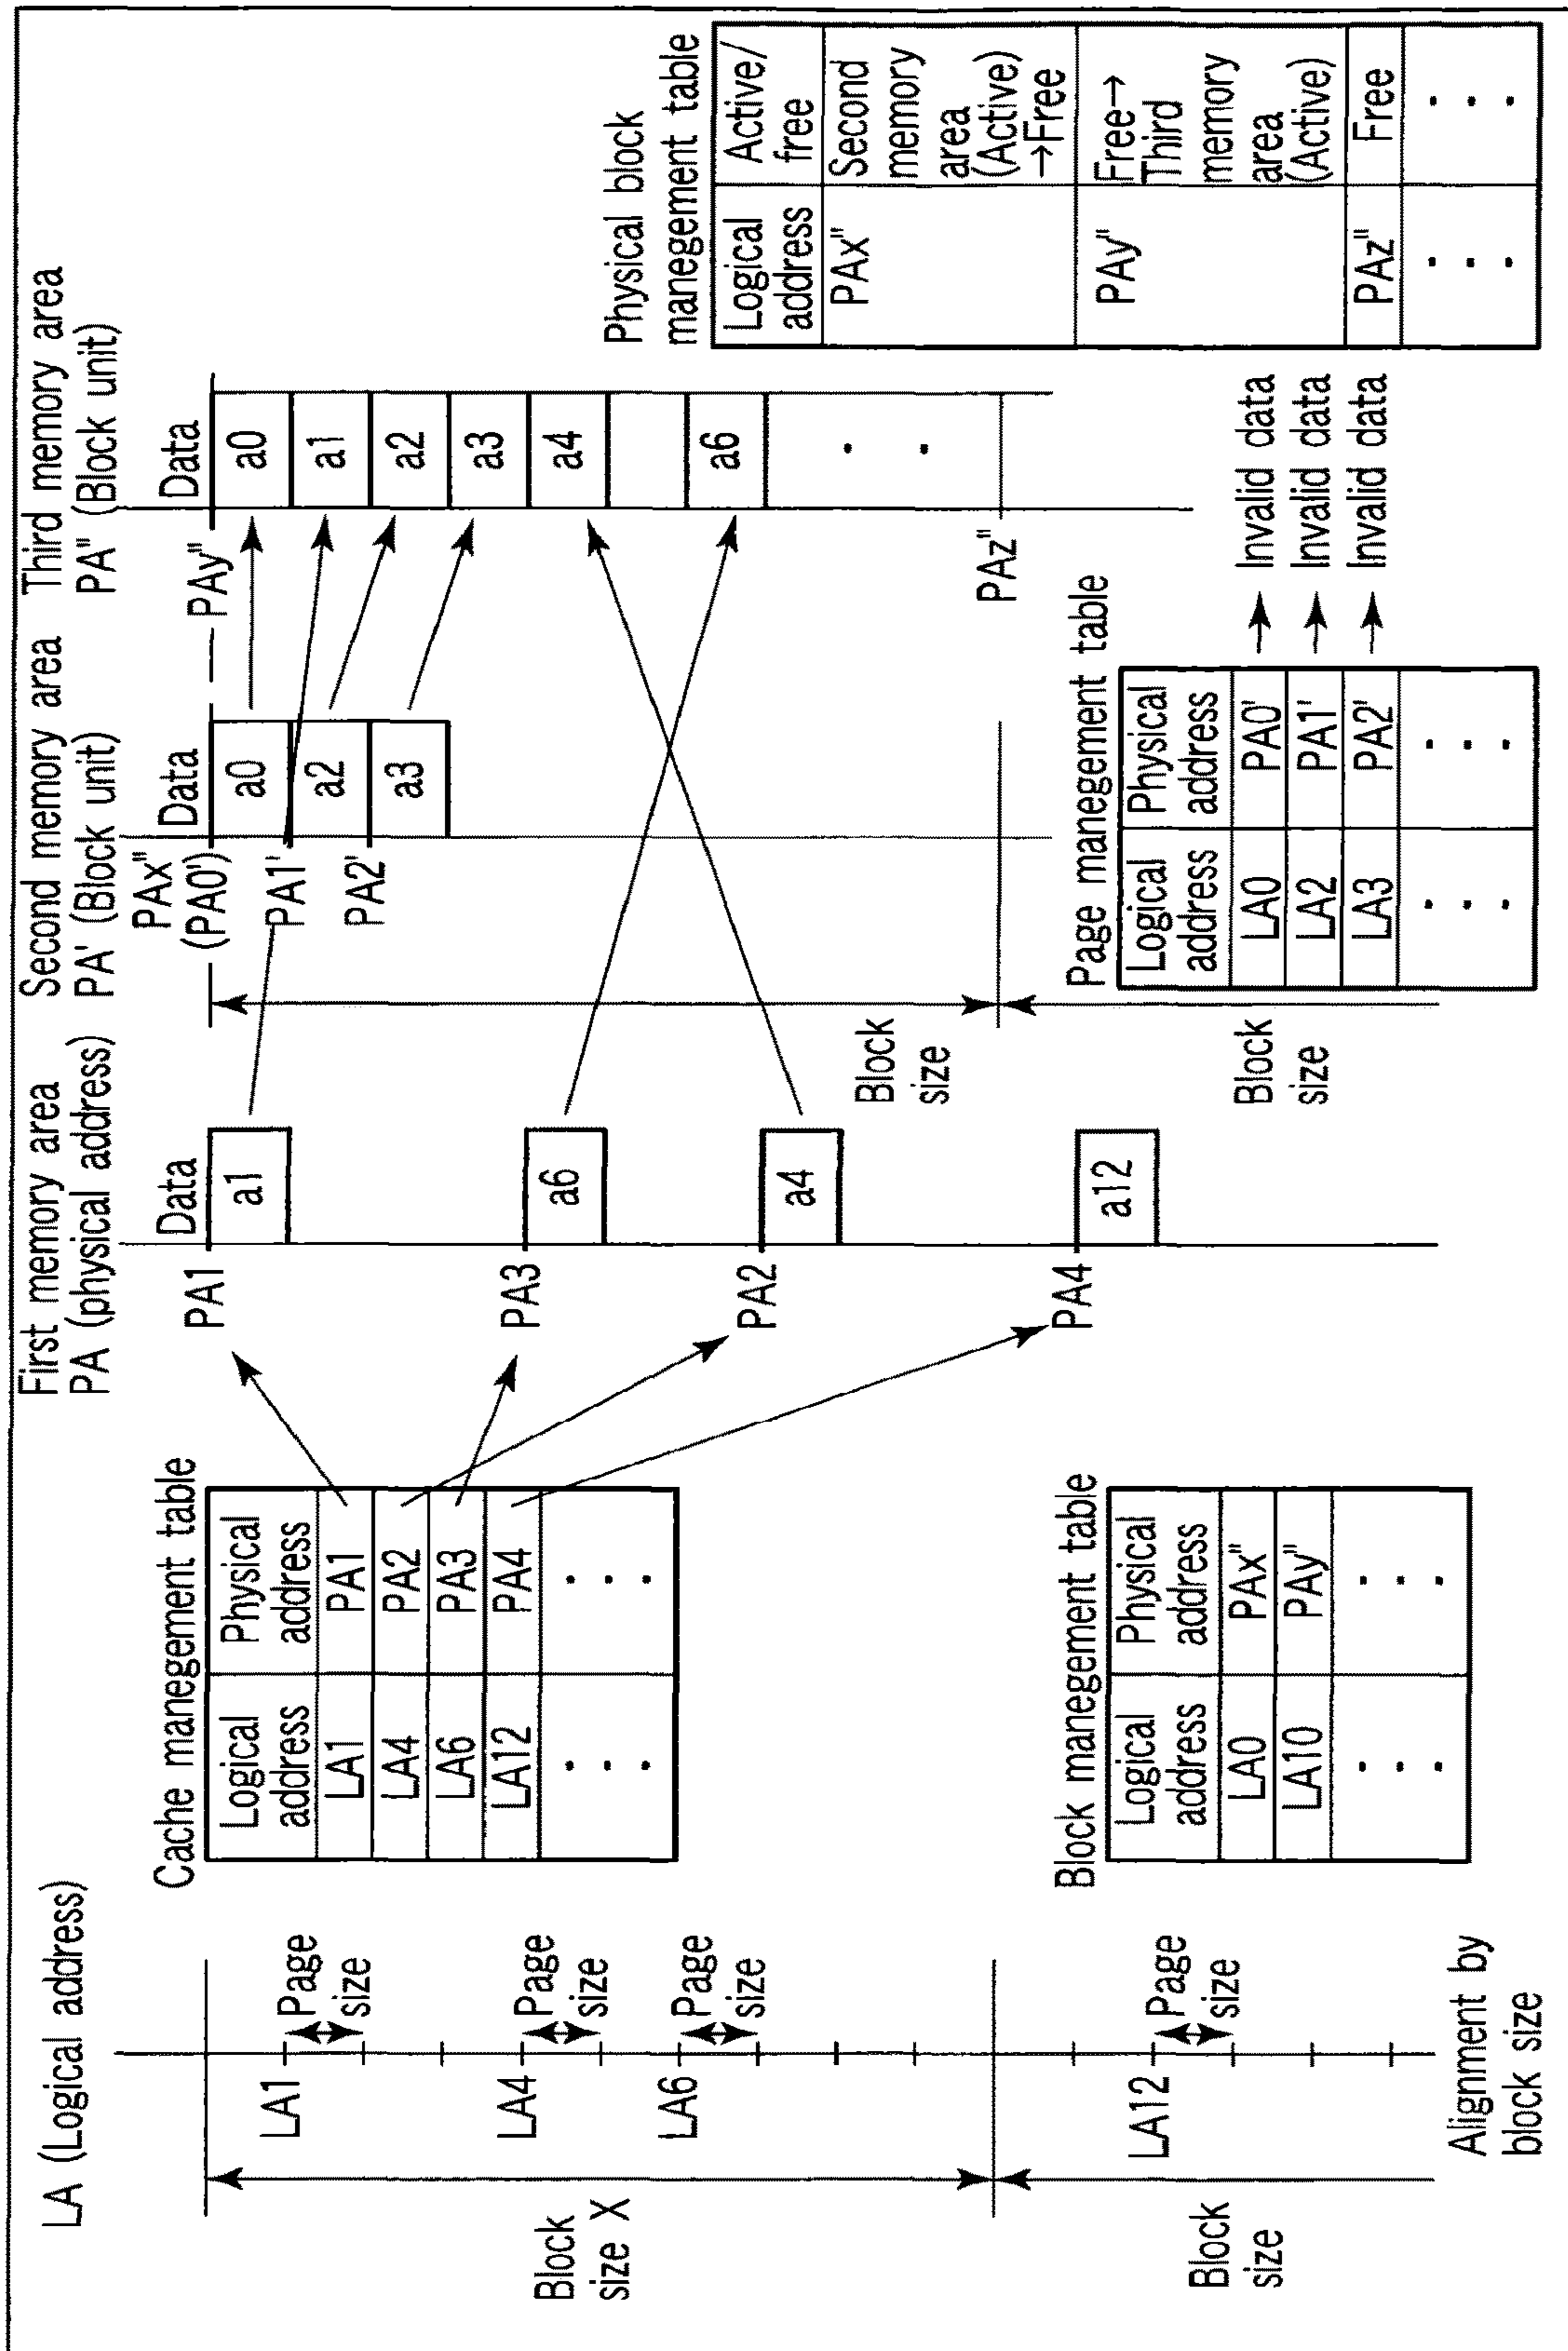 LA (Logical address)
Block
size X
Block
size
LA1
LA4
LA6
LA12
Page
size
Page
size
Page
size
Page
size
Alignment by
block size
Cache manegement table
Logical
address
Physical
address
LA1
PA1
LA4
PA2
LA6
PA3
LA12
PA4
Block manegement table
Logical
address
Physical
address
LA0
PAx"
LA10
PAy"
First memory area
PA (physical address)
Data
PA1
a1
PA3
a6
PA2
a4
PA4
a12
Second memory area
PA' (Block unit)
Data
PAx"
(PA0')
a0
PA1'
a2
PA2'
a3
Block
size
Block
size
Page manegement table
Logical
address
Physical
address
LA0
PA0'
Invalid data
LA2
PA1'
Invalid data
LA3
PA2'
Invalid data
Third memory area
PA" (Block unit)
Data
PAy"
a0
a1
a2
a3
a4
a6
PAz"
Physical block
manegement table
Logical
address
Active/
free
PAx"
Second
memory
area
(Active)
→Free
PAy"
Free→
Third
memory
area
(Active)
PAz"
Free